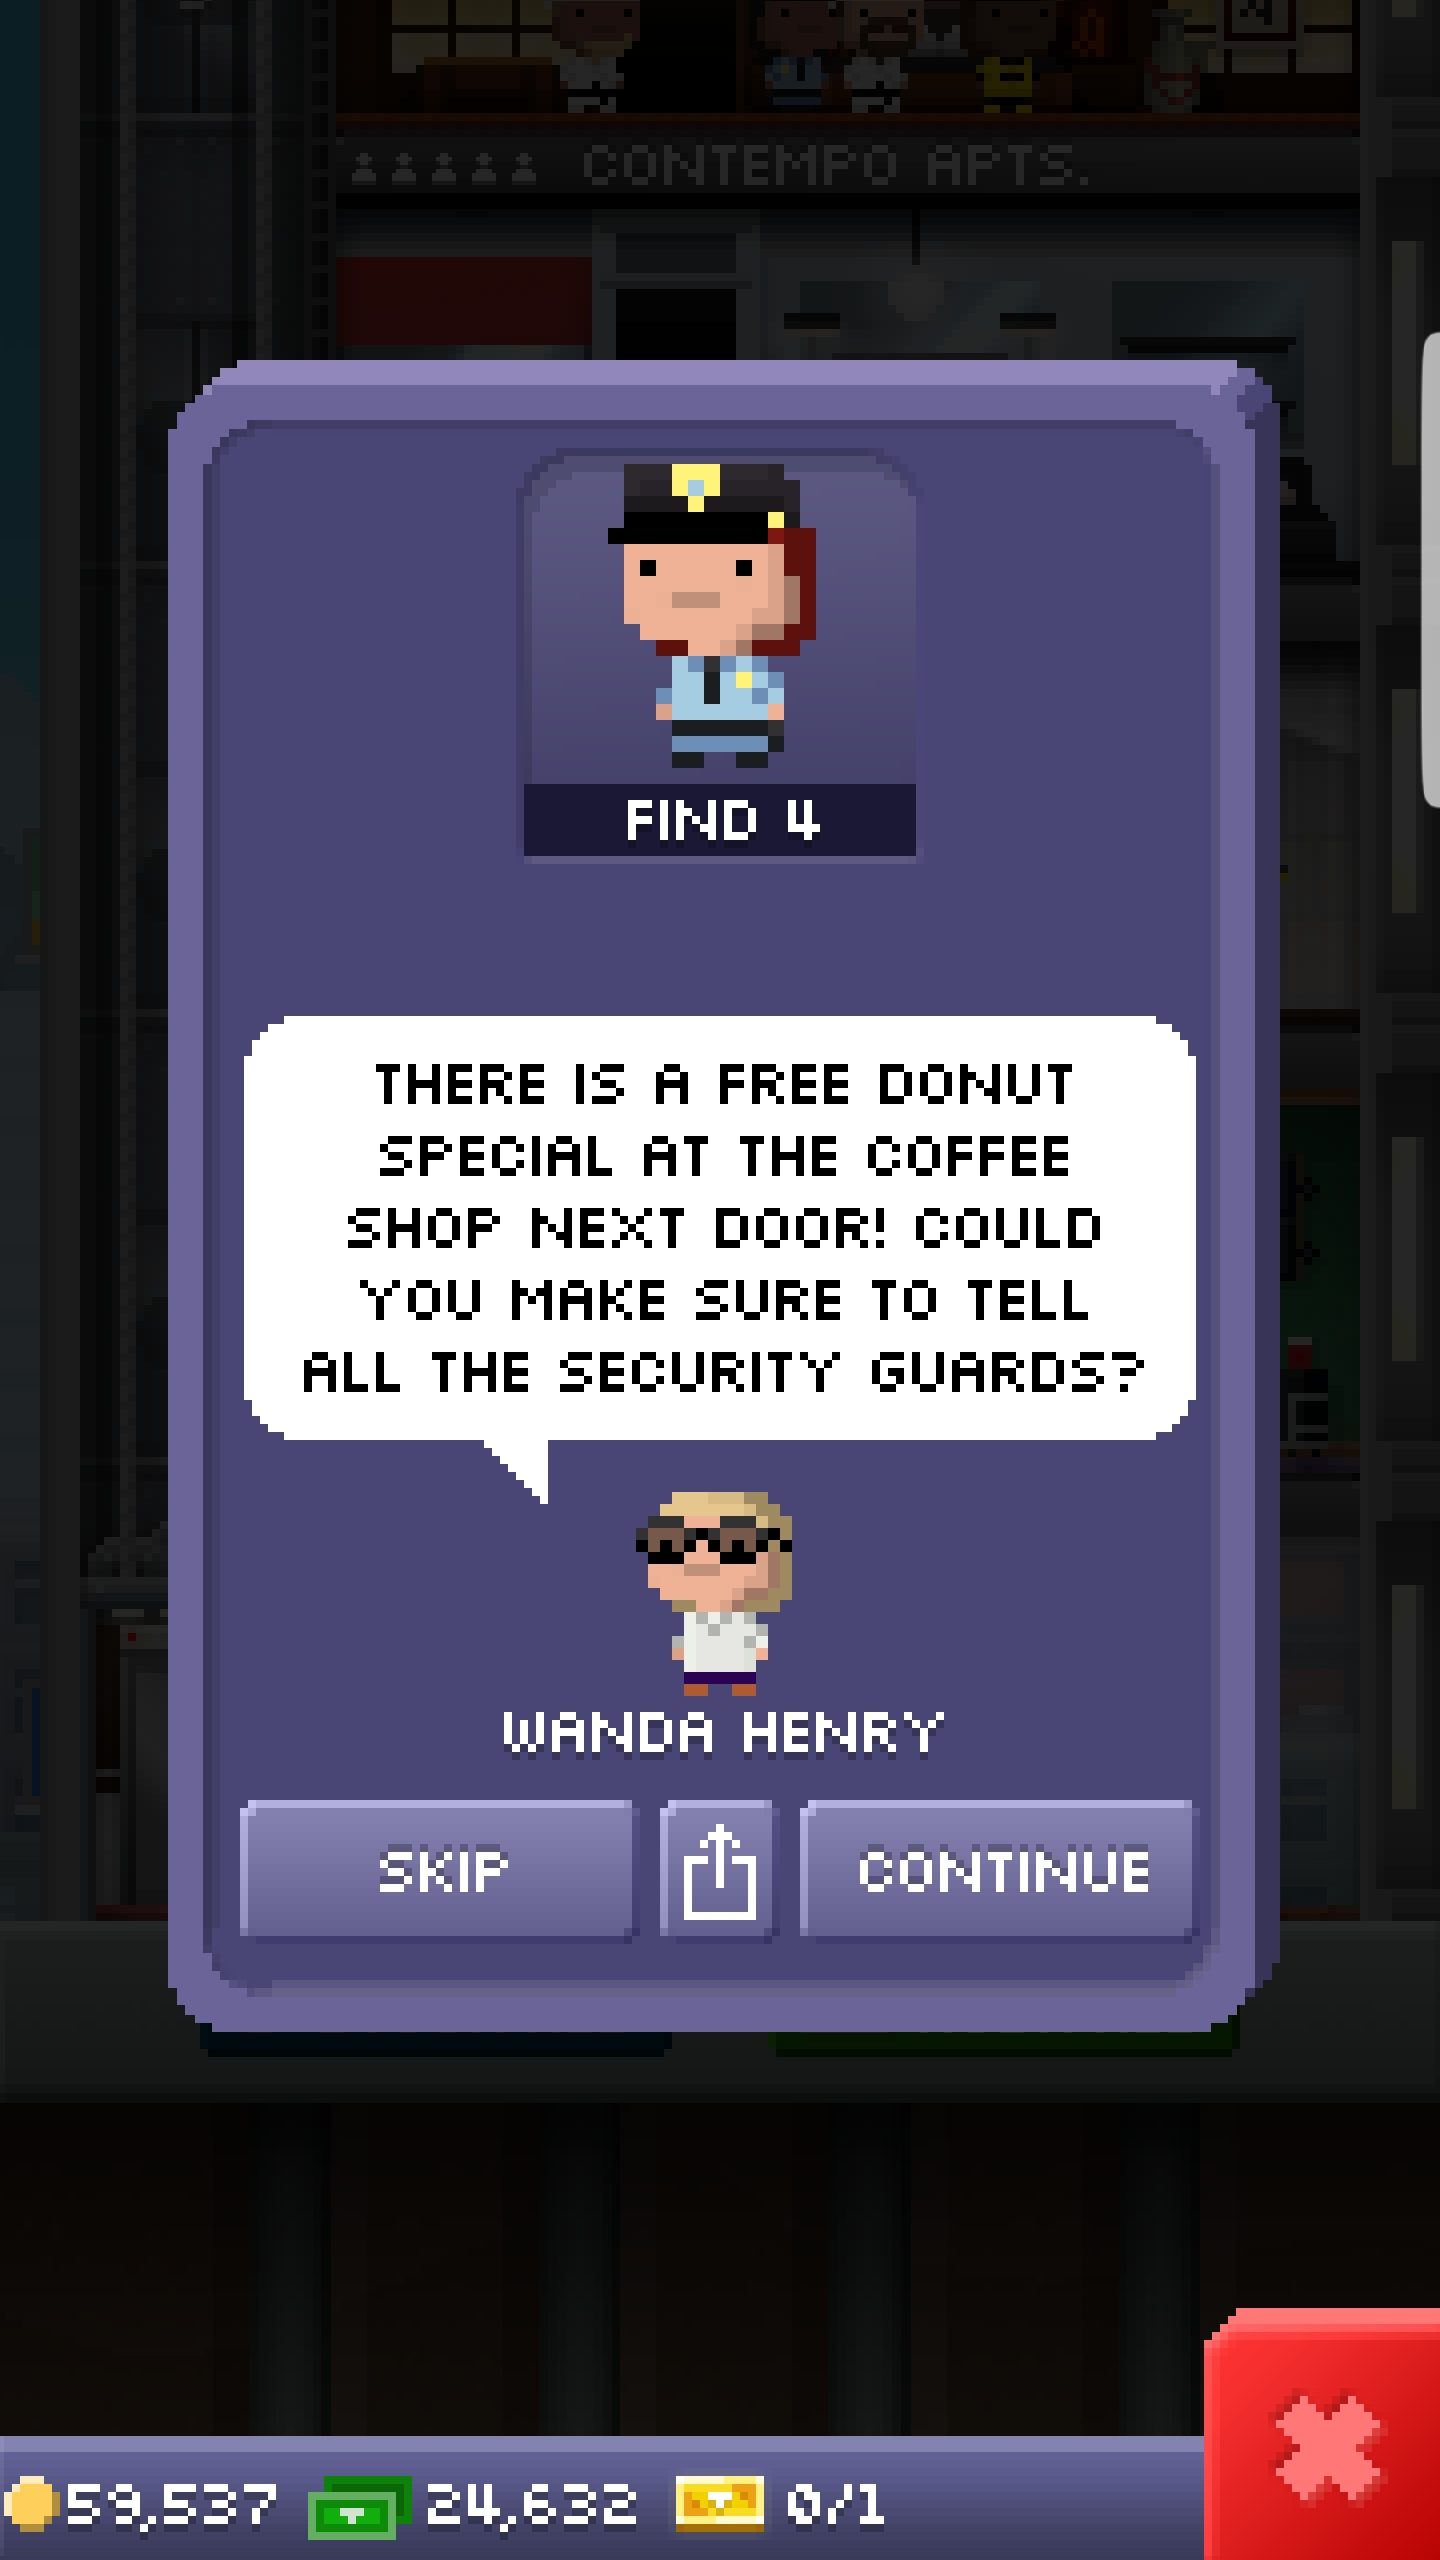 CONTEMPO APTS.
FIND 4
THERE IS A FREE DONUT
SPECIAL AT THE COFFEE
SHOP NEXT DOOR! COULD
YOU MAKE SURE TO TELL
ALL THE SECURITY GUARDS?
WANDA HENRY
SKIP
CONTINUE
59,537
24,632
0/1